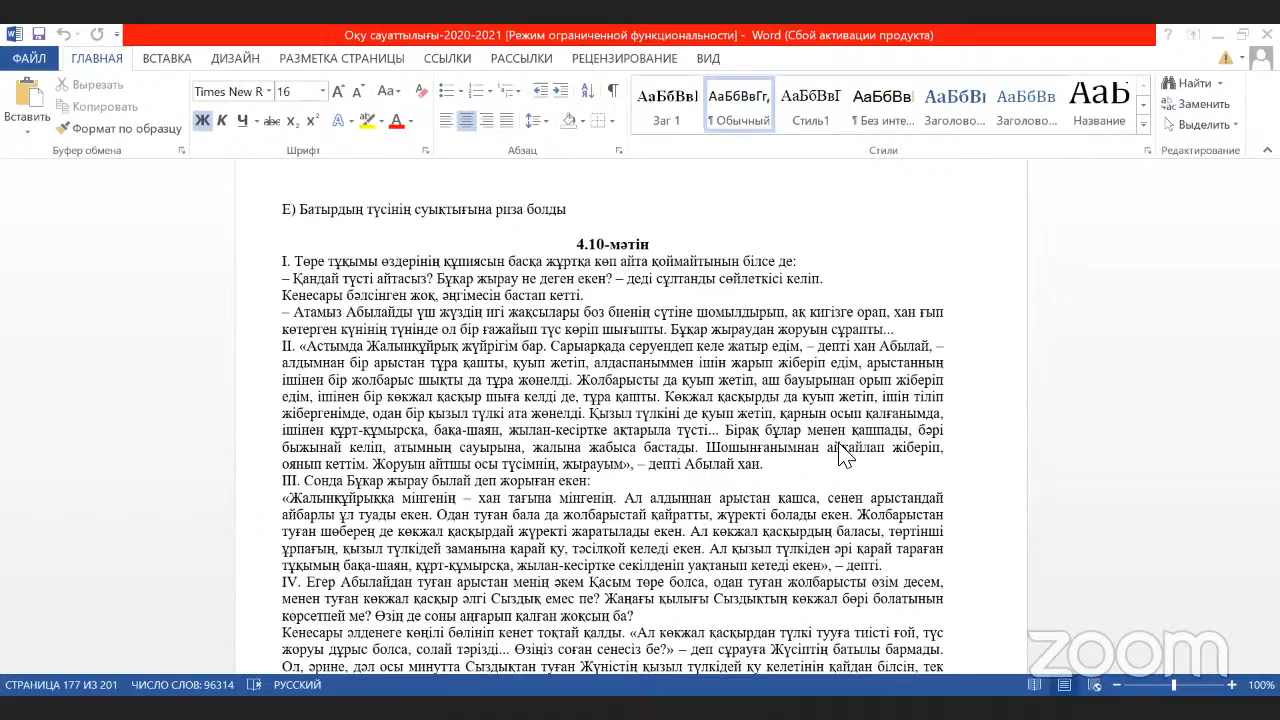 Оқу сауаттылығы-2020-2021 [Режим ограниченной функциональности] - Word (Сбой активации продукта)
ФАЙЛ ГЛАВНАЯ ВСТАВКА ДИЗАЙН РАЗМЕТКА СТРАНИЦЫ ССЫЛКИ РАССЫЛКИ РЕЦЕНЗИРОВАНИЕ ВИД
Вставить
Вырезать
Копировать
Формат по образцу
Буфер обмена
Times New R 16
Ж К Ч
Шрифт
Абзац
АаБбВвІ АаБбВвГг, АаБбВвГ АаБбВвІ АаБбВı АаБбВвІ АаБ
Заг 1 ¶ Обычный Стиль1 ¶ Без инте... Заголово... Заголово... Название
Стили
Найти
Заменить
Выделить
Редактирование
Е) Батырдың түсінің суықтығына риза болды
4.10-мәтін
І. Төре тұқымы өздерінің құпиясын басқа жұртқа көп айта қоймайтынын білсе де:
– Қандай түсті айтасыз? Бұқар жырау не деген екен? – деді сұлтанды сөйлеткісі келіп.
Кенесары бәлсінген жоқ, әңгімесін бастап кетті.
– Атамыз Абылайды үш жүздің игі жақсылары боз биенің сүтіне шомылдырып, ақ кигізге орап, хан ғып
көтерген күнінің түнінде ол бір ғажайып түс көріп шығыпты. Бұқар жыраудан жоруын сұрапты...
ІІ. «Астымда Жалынқұйрық жүйрігім бар. Сарыарқада серуендеп келе жатыр едім, – депті хан Абылай, –
алдымнан бір арыстан тұра қашты, қуып жетіп, алдаспаныммен ішін жарып жіберіп едім, арыстанның
ішінен бір жолбарыс шықты да тұра жөнелді. Жолбарысты да қуып жетіп, аш бауырынан орып жіберіп
едім, ішінен бір көкжал қасқыр шыға келді де, тұра қашты. Көкжал қасқырды да қуып жетіп, ішін тіліп
жібергенімде, одан бір қызыл түлкі ата жөнелді. Қызыл түлкіні де қуып жетіп, қарнын осып қалғанымда,
ішінен құрт-құмырсқа, бақа-шаян, жылан-кесіртке ақтарыла түсті... Бірақ бұлар менен қашпады, бәрі
быжынай келіп, атымның сауырына, жалына жабыса бастады. Шошынғанымнан айқайлап жіберіп,
оянып кеттім. Жоруын айтшы осы түсімнің, жырауым», – депті Абылай хан.
ІІІ. Сонда Бұқар жырау былай деп жорыған екен:
«Жалынқұйрыққа мінгенің – хан тағына мінгенің. Ал алдыңнан арыстан қашса, сенен арыстандай
айбарлы ұл туады екен. Одан туған бала да жолбарыстай қайратты, жүректі болады екен. Жолбарыстан
туған шөберең де көкжал қасқырдай жүректі жаратылады екен. Ал көкжал қасқырдың баласы, төртінші
ұрпағың, қызыл түлкідей заманына қарай қу, тәсілқой келеді екен. Ал қызыл түлкіден әрі қарай тараған
тұқымың бақа-шаян, құрт-құмырсқа, жылан-кесіртке секілденіп уақтанып кетеді екен», – депті.
IV. Егер Абылайдан туған арыстан менің әкем Қасым төре болса, одан туған жолбарысты өзім десем,
менен туған көкжал қасқыр әлгі Сыздық емес пе? Жаңағы қылығы Сыздықтың көкжал бөрі болатынын
көрсетпей ме? Өзің де соны аңғарып қалған жоқсың ба?
Кенесары әлденеге көңілі бөлініп кенет тоқтай қалды. «Ал көкжал қасқырдан түлкі тууға тиісті ғой, түс
жоруы дұрыс болса, солай тәрізді... Өзіңіз соған сенесіз бе?» – деп сұрауға Жүсіптің батылы бармады.
Ол, әрине, дәл осы минутта Сыздықтан туған Жүністің қызыл түлкідей қу келетінін қайдан білсін, тек
zoom
СТРАНИЦА 177 ИЗ 201 ЧИСЛО СЛОВ: 96314 РУССКИЙ 100%